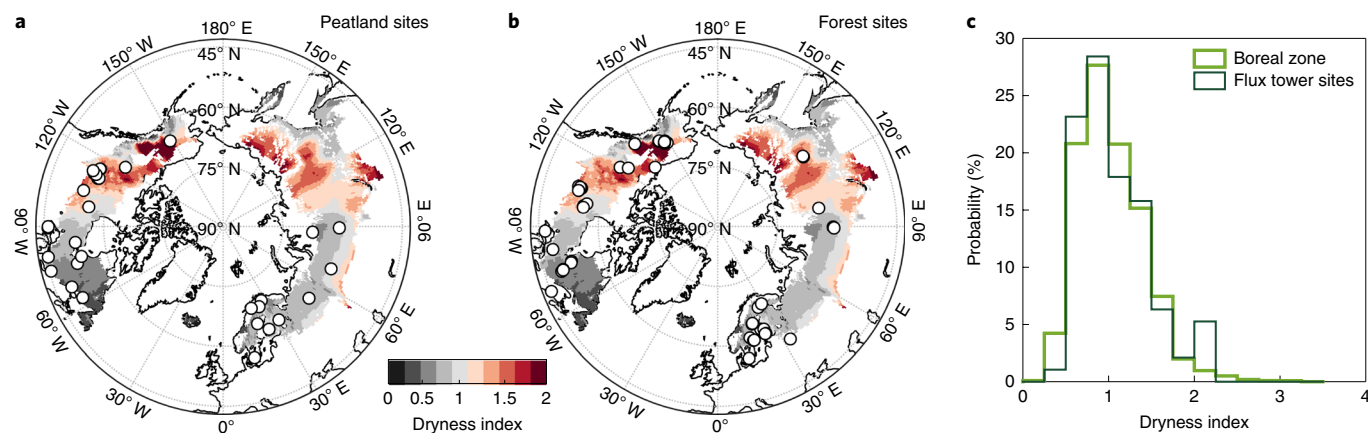 a
Peatland sites
180° E
150° W
150° E
45° N
120° W
60° N
120° E
75° N
90° W
90° N
90° E
60° W
60° E
30° W
30° E
0°
0 0.5 1 1.5 2
Dryness index
b
Forest sites
180° E
150° W
150° E
45° N
120° W
60° N
120° E
75° N
90° W
90° N
90° E
60° W
60° E
30° W
30° E
0°
c
Boreal zone
Flux tower sites
Probability (%)
30
25
20
15
10
5
0
0 1 2 3 4
Dryness index